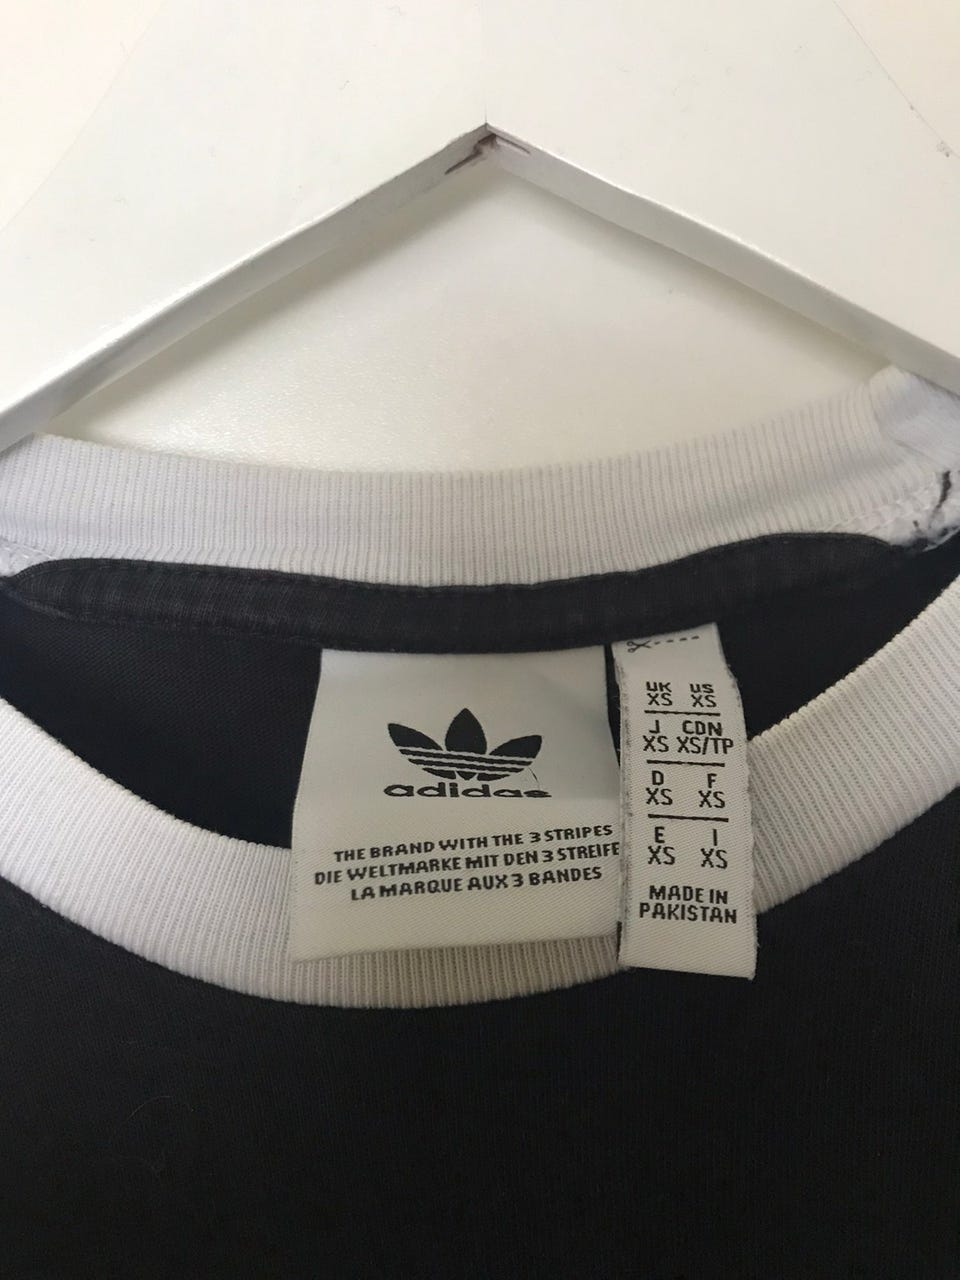 adidas
THE BRAND WITH THE 3 STRIPES
DIE WELTMARKE MIT DEN 3 STREIFE
LA MARQUE AUX 3 BANDES
UK US
XS XS
J CDN
XS XS/TP
D F
XS XS
E I
XS XS
MADE IN
PAKISTAN